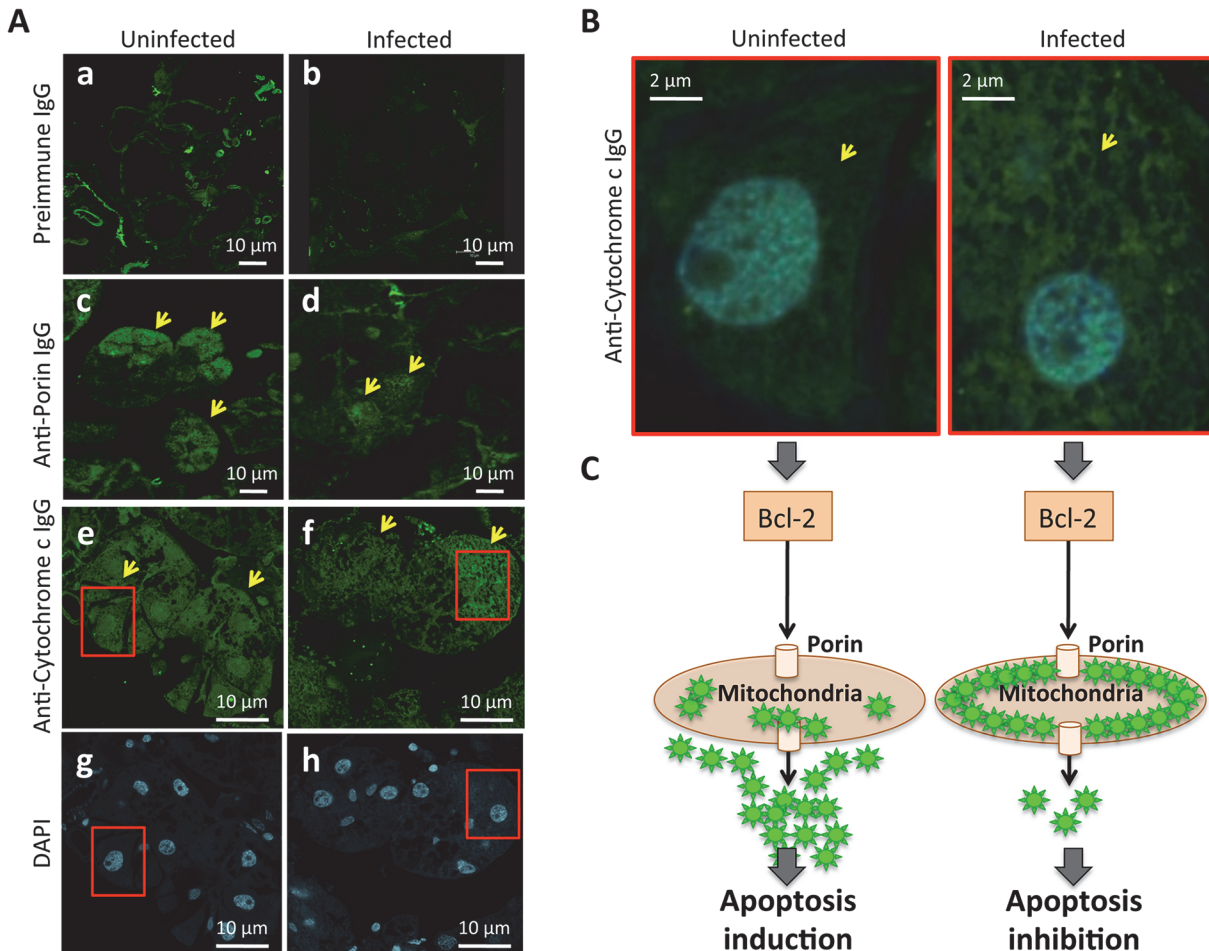 A
Uninfected
Infected
Preimmune IgG
a
10 µm
b
10 µm
Anti-Porin IgG
c
10 µm
d
10 µm
Anti-Cytochrome c IgG
e
10 µm
f
10 µm
DAPI
g
10 µm
h
10 µm
B
Uninfected
Infected
Anti-Cytochrome c IgG
2 µm
2 µm
C
Bcl-2
Porin
Mitochondria
Apoptosis
induction
Bcl-2
Porin
Mitochondria
Apoptosis
inhibition